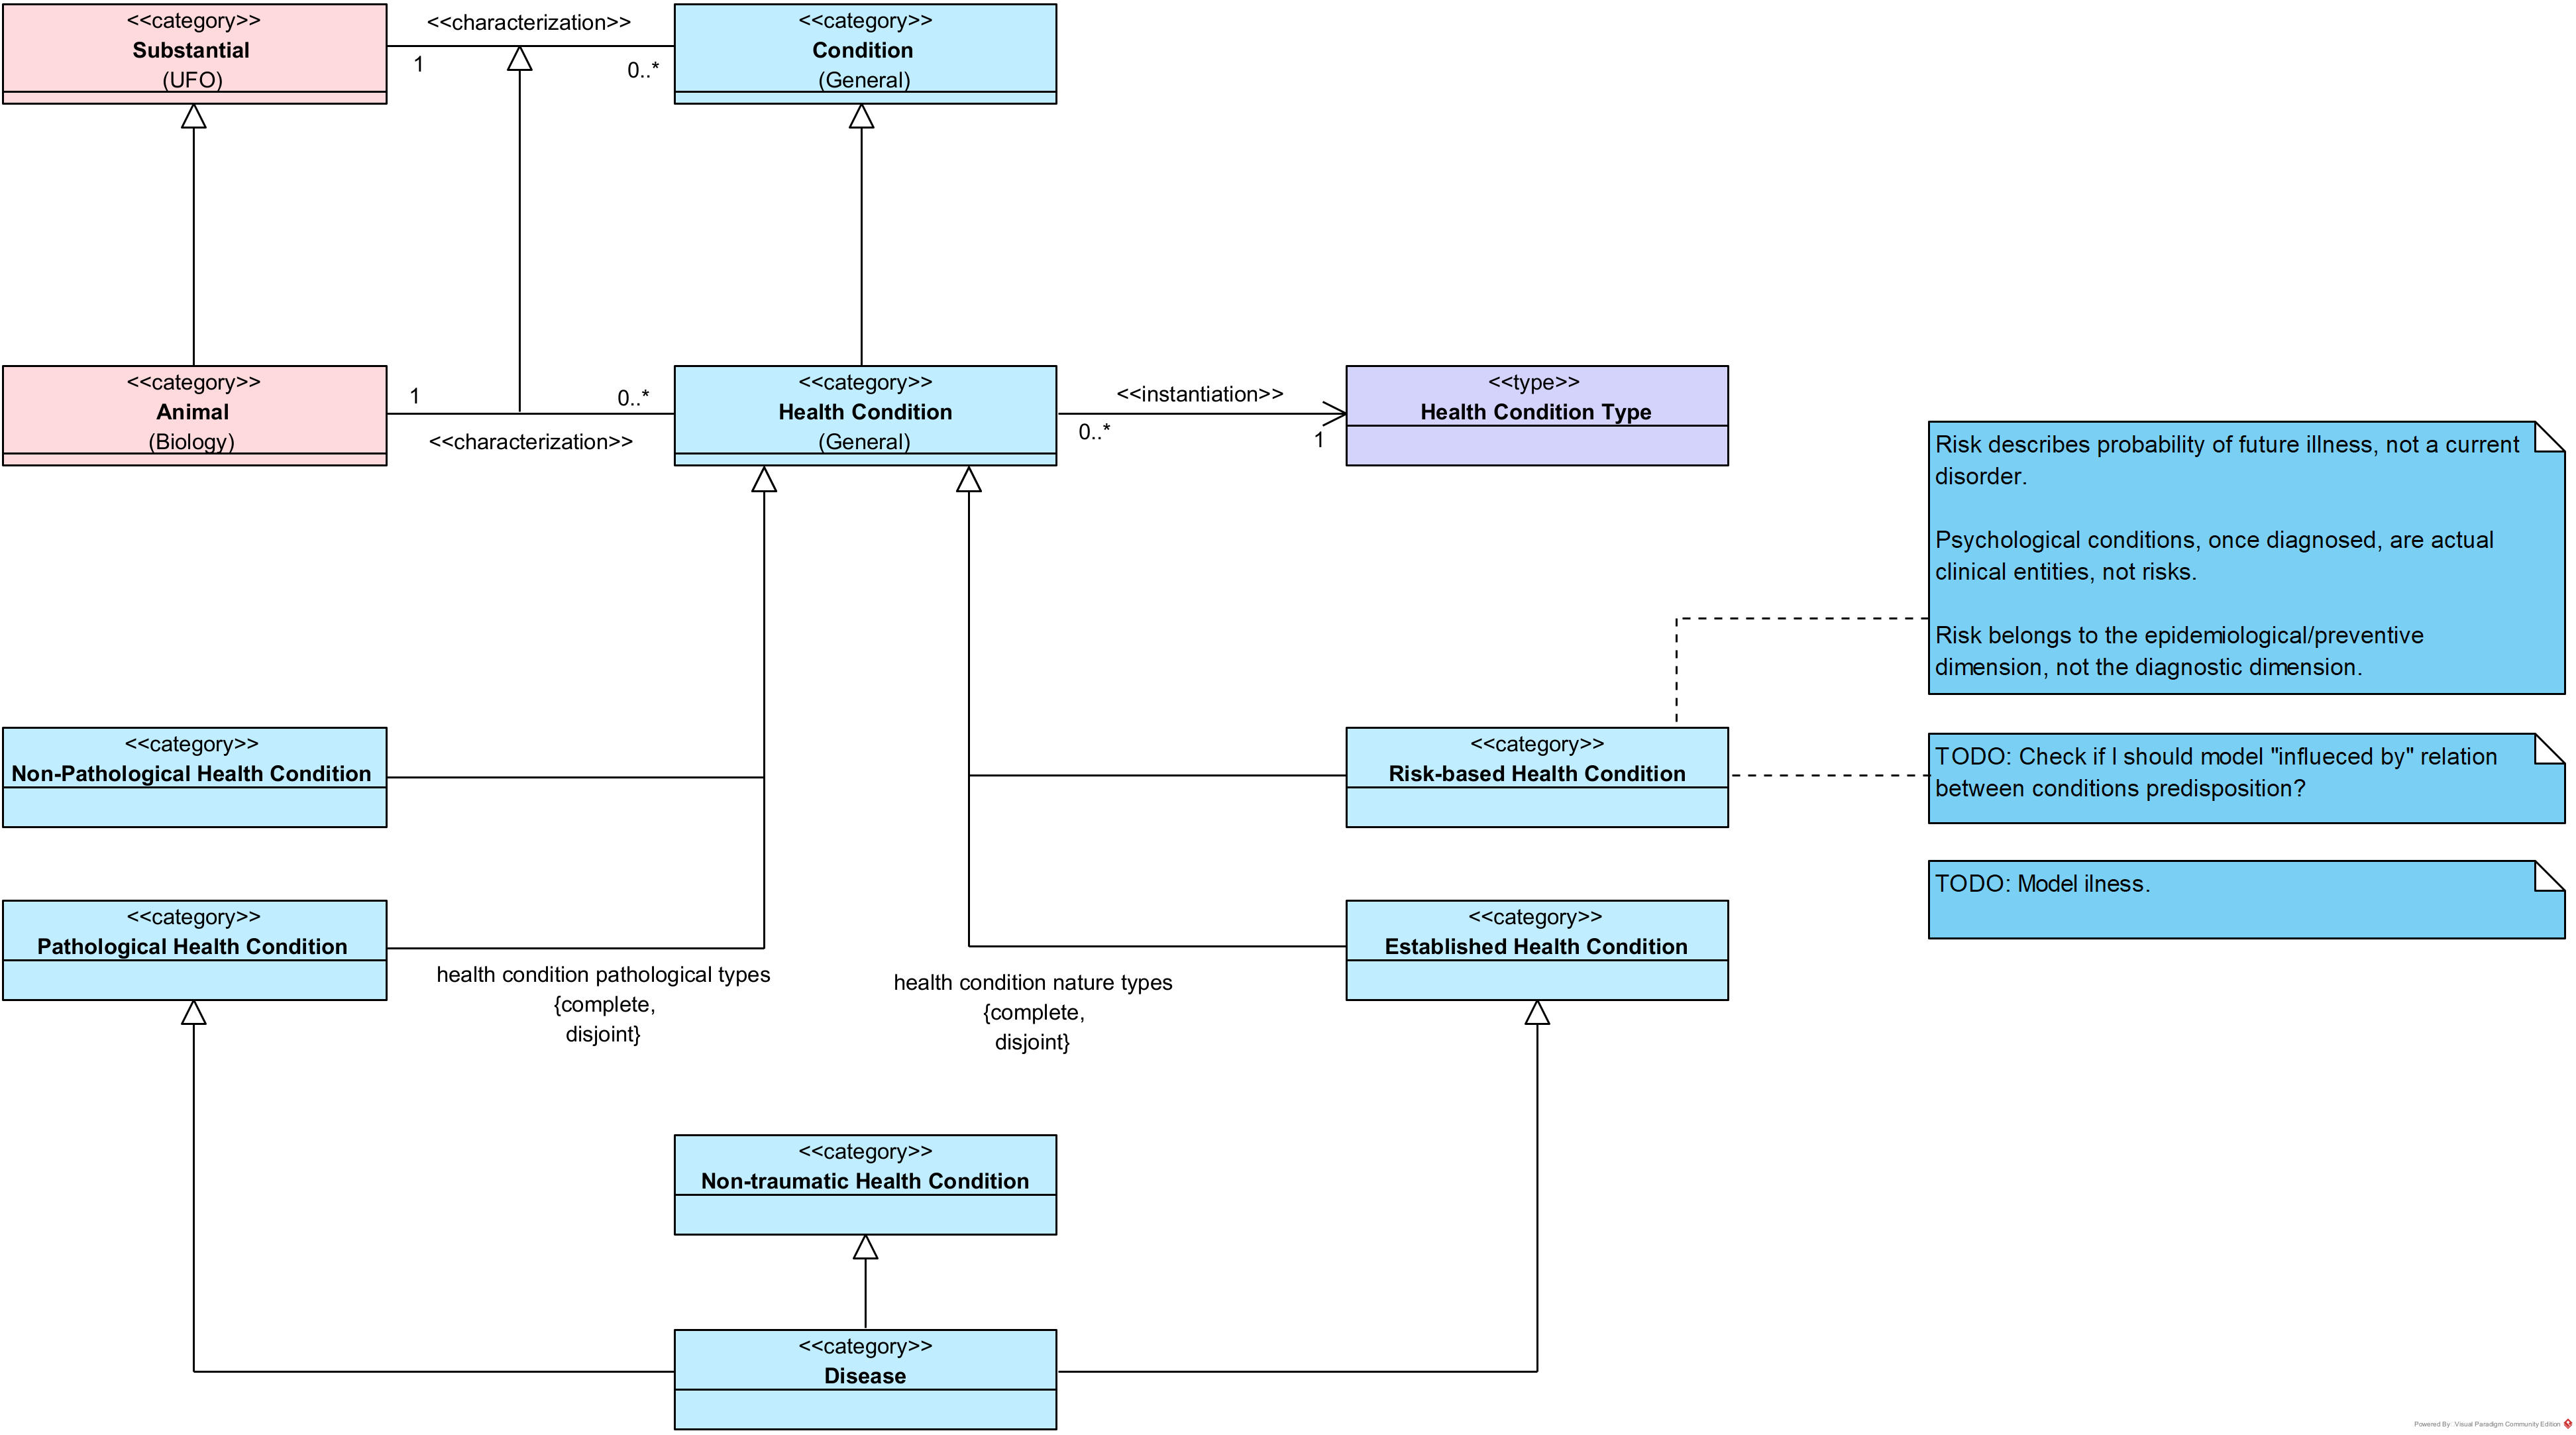 <<category>>
Substantial
(UFO)
<<characterization>>
1
0..*
<<category>>
Condition
(General)
<<category>>
Animal
(Biology)
1
0..*
<<characterization>>
<<category>>
Health Condition
(General)
<<instantiation>>
0..*
1
<<type>>
Health Condition Type
Risk describes probability of future illness, not a current
disorder.
Psychological conditions, once diagnosed, are actual
clinical entities, not risks.
Risk belongs to the epidemiological/preventive
dimension, not the diagnostic dimension.
<<category>>
Non-Pathological Health Condition
<<category>>
Risk-based Health Condition
TODO: Check if I should model "influeced by" relation
between conditions predisposition?
<<category>>
Pathological Health Condition
<<category>>
Established Health Condition
TODO: Model ilness.
health condition pathological types
{complete,
disjoint}
health condition nature types
{complete,
disjoint}
<<category>>
Non-traumatic Health Condition
<<category>>
Disease
Powered By: Visual Paradigm Community Edition